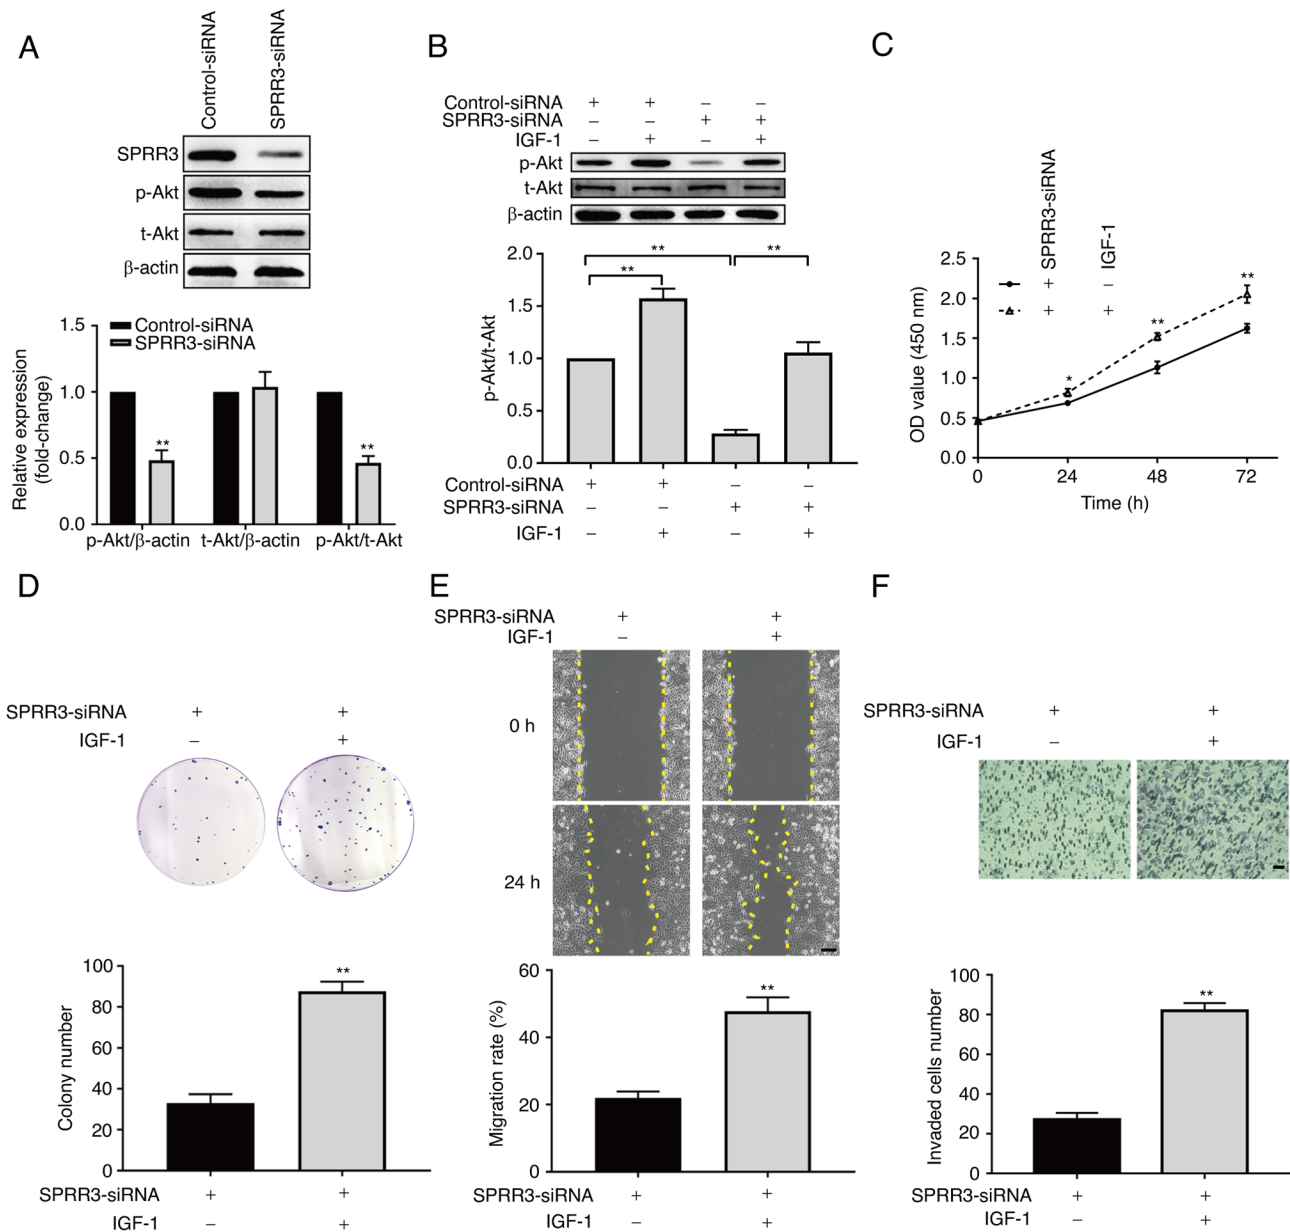 A
Control-siRNA
SPRR3-siRNA
SPRR3
p-Akt
t-Akt
β-actin
Relative expression
(fold-change)
1.5
1.0
0.5
0.0
Control-siRNA
SPRR3-siRNA
**
**
p-Akt/β-actin t-Akt/β-actin p-Akt/t-Akt
B
Control-siRNA + + – –
SPRR3-siRNA – – + +
IGF-1 – + – +
p-Akt
t-Akt
β-actin
p-Akt/t-Akt
2.0
1.5
1.0
0.5
0.0
** **
**
Control-siRNA + + – –
SPRR3-siRNA – – + +
IGF-1 – + – +
C
SPRR3-siRNA
IGF-1
+ –
+ +
OD value (450 nm)
2.5
2.0
1.5
1.0
0.5
0.0
*
**
**
0 24 48 72
Time (h)
D
SPRR3-siRNA + +
IGF-1 – +
Colony number
100
80
60
40
20
0
**
SPRR3-siRNA + +
IGF-1 – +
E
SPRR3-siRNA + +
IGF-1 – +
0 h
24 h
Migration rate (%)
60
40
20
0
**
SPRR3-siRNA + +
IGF-1 – +
F
SPRR3-siRNA + +
IGF-1 – +
Invaded cells number
100
80
60
40
20
0
**
SPRR3-siRNA + +
IGF-1 – +